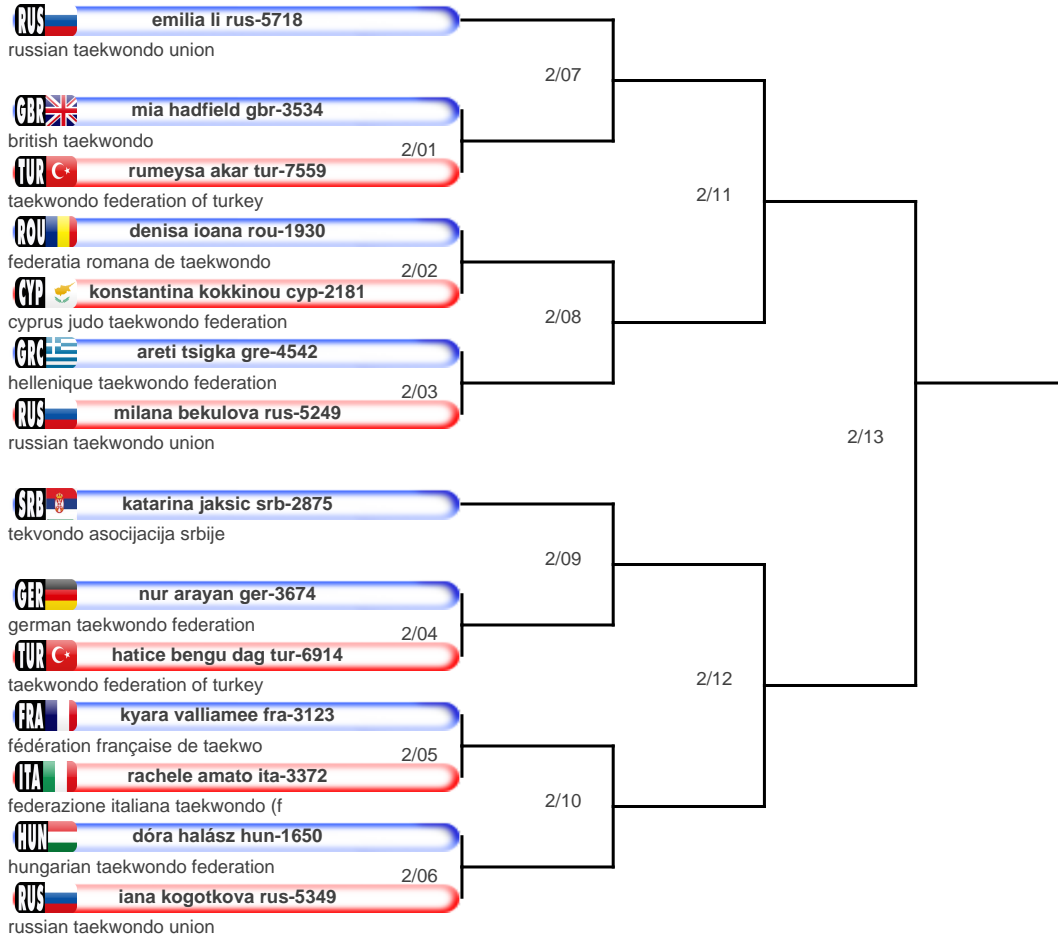 RUS emilia li rus-5718
russian taekwondo union
2/07
GBR mia hadfield gbr-3534
british taekwondo
2/01
TUR rumeysa akar tur-7559
taekwondo federation of turkey
2/11
ROU denisa ioana rou-1930
federatia romana de taekwondo
2/02
CYP konstantina kokkinou cyp-2181
cyprus judo taekwondo federation
2/08
GRC areti tsigka gre-4542
hellenique taekwondo federation
2/03
RUS milana bekulova rus-5249
russian taekwondo union
2/13
SRB katarina jaksic srb-2875
tekvondo asocijacija srbije
2/09
GER nur arayan ger-3674
german taekwondo federation
2/04
TUR hatice bengu dag tur-6914
taekwondo federation of turkey
2/12
FRA kyara valliamee fra-3123
fédération française de taekwo
2/05
ITA rachele amato ita-3372
federazione italiana taekwondo (f
2/10
HUN dóra halász hun-1650
hungarian taekwondo federation
2/06
RUS iana kogotkova rus-5349
russian taekwondo union